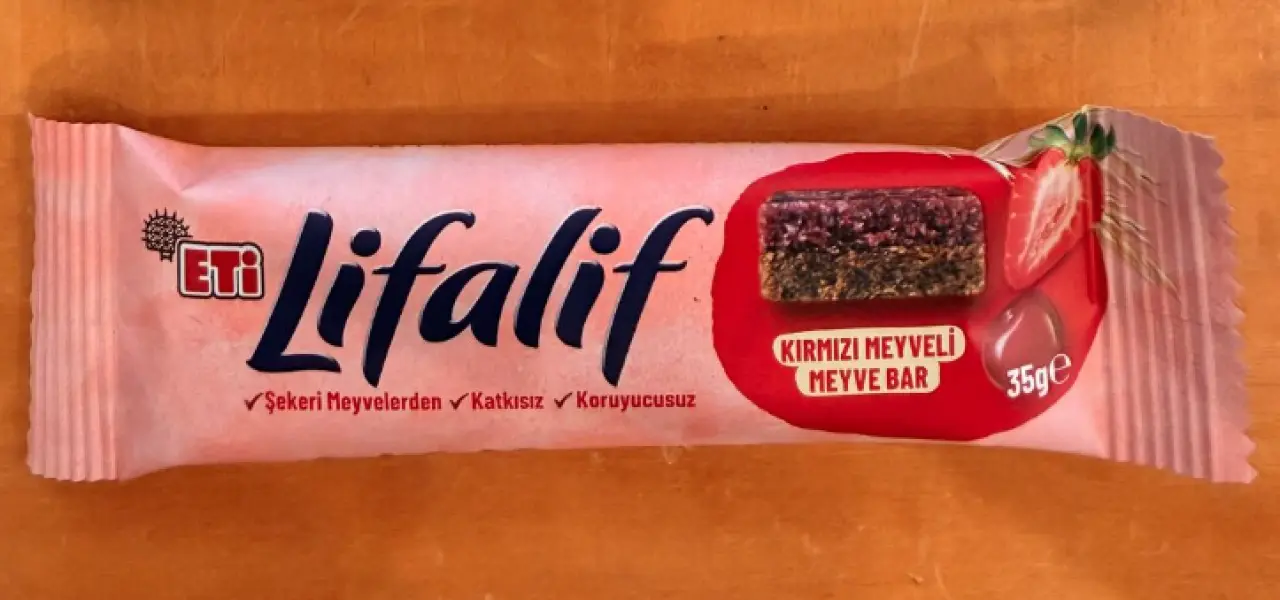 ETİ
Lifalif
Şekeri Meyvelerden Katkısız Koruyucusuz
KIRMIZI MEYVELİ
MEYVE BAR
35g℮